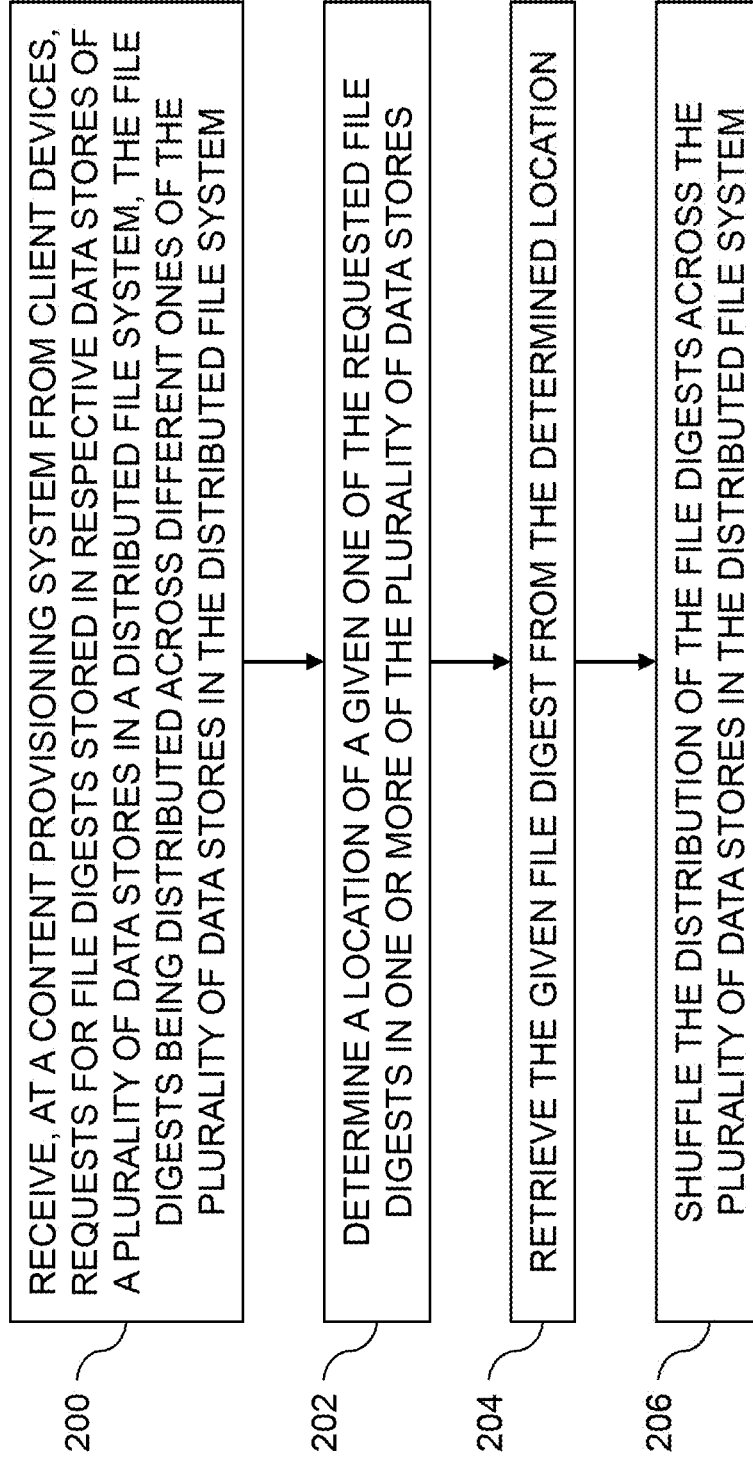 200
RECEIVE, AT A CONTENT PROVISIONING SYSTEM FROM CLIENT DEVICES,
REQUESTS FOR FILE DIGESTS STORED IN RESPECTIVE DATA STORES OF
A PLURALITY OF DATA STORES IN A DISTRIBUTED FILE SYSTEM, THE FILE
DIGESTS BEING DISTRIBUTED ACROSS DIFFERENT ONES OF THE
PLURALITY OF DATA STORES IN THE DISTRIBUTED FILE SYSTEM
202
DETERMINE A LOCATION OF A GIVEN ONE OF THE REQUESTED FILE
DIGESTS IN ONE OR MORE OF THE PLURALITY OF DATA STORES
204
RETRIEVE THE GIVEN FILE DIGEST FROM THE DETERMINED LOCATION
206
SHUFFLE THE DISTRIBUTION OF THE FILE DIGESTS ACROSS THE
PLURALITY OF DATA STORES IN THE DISTRIBUTED FILE SYSTEM